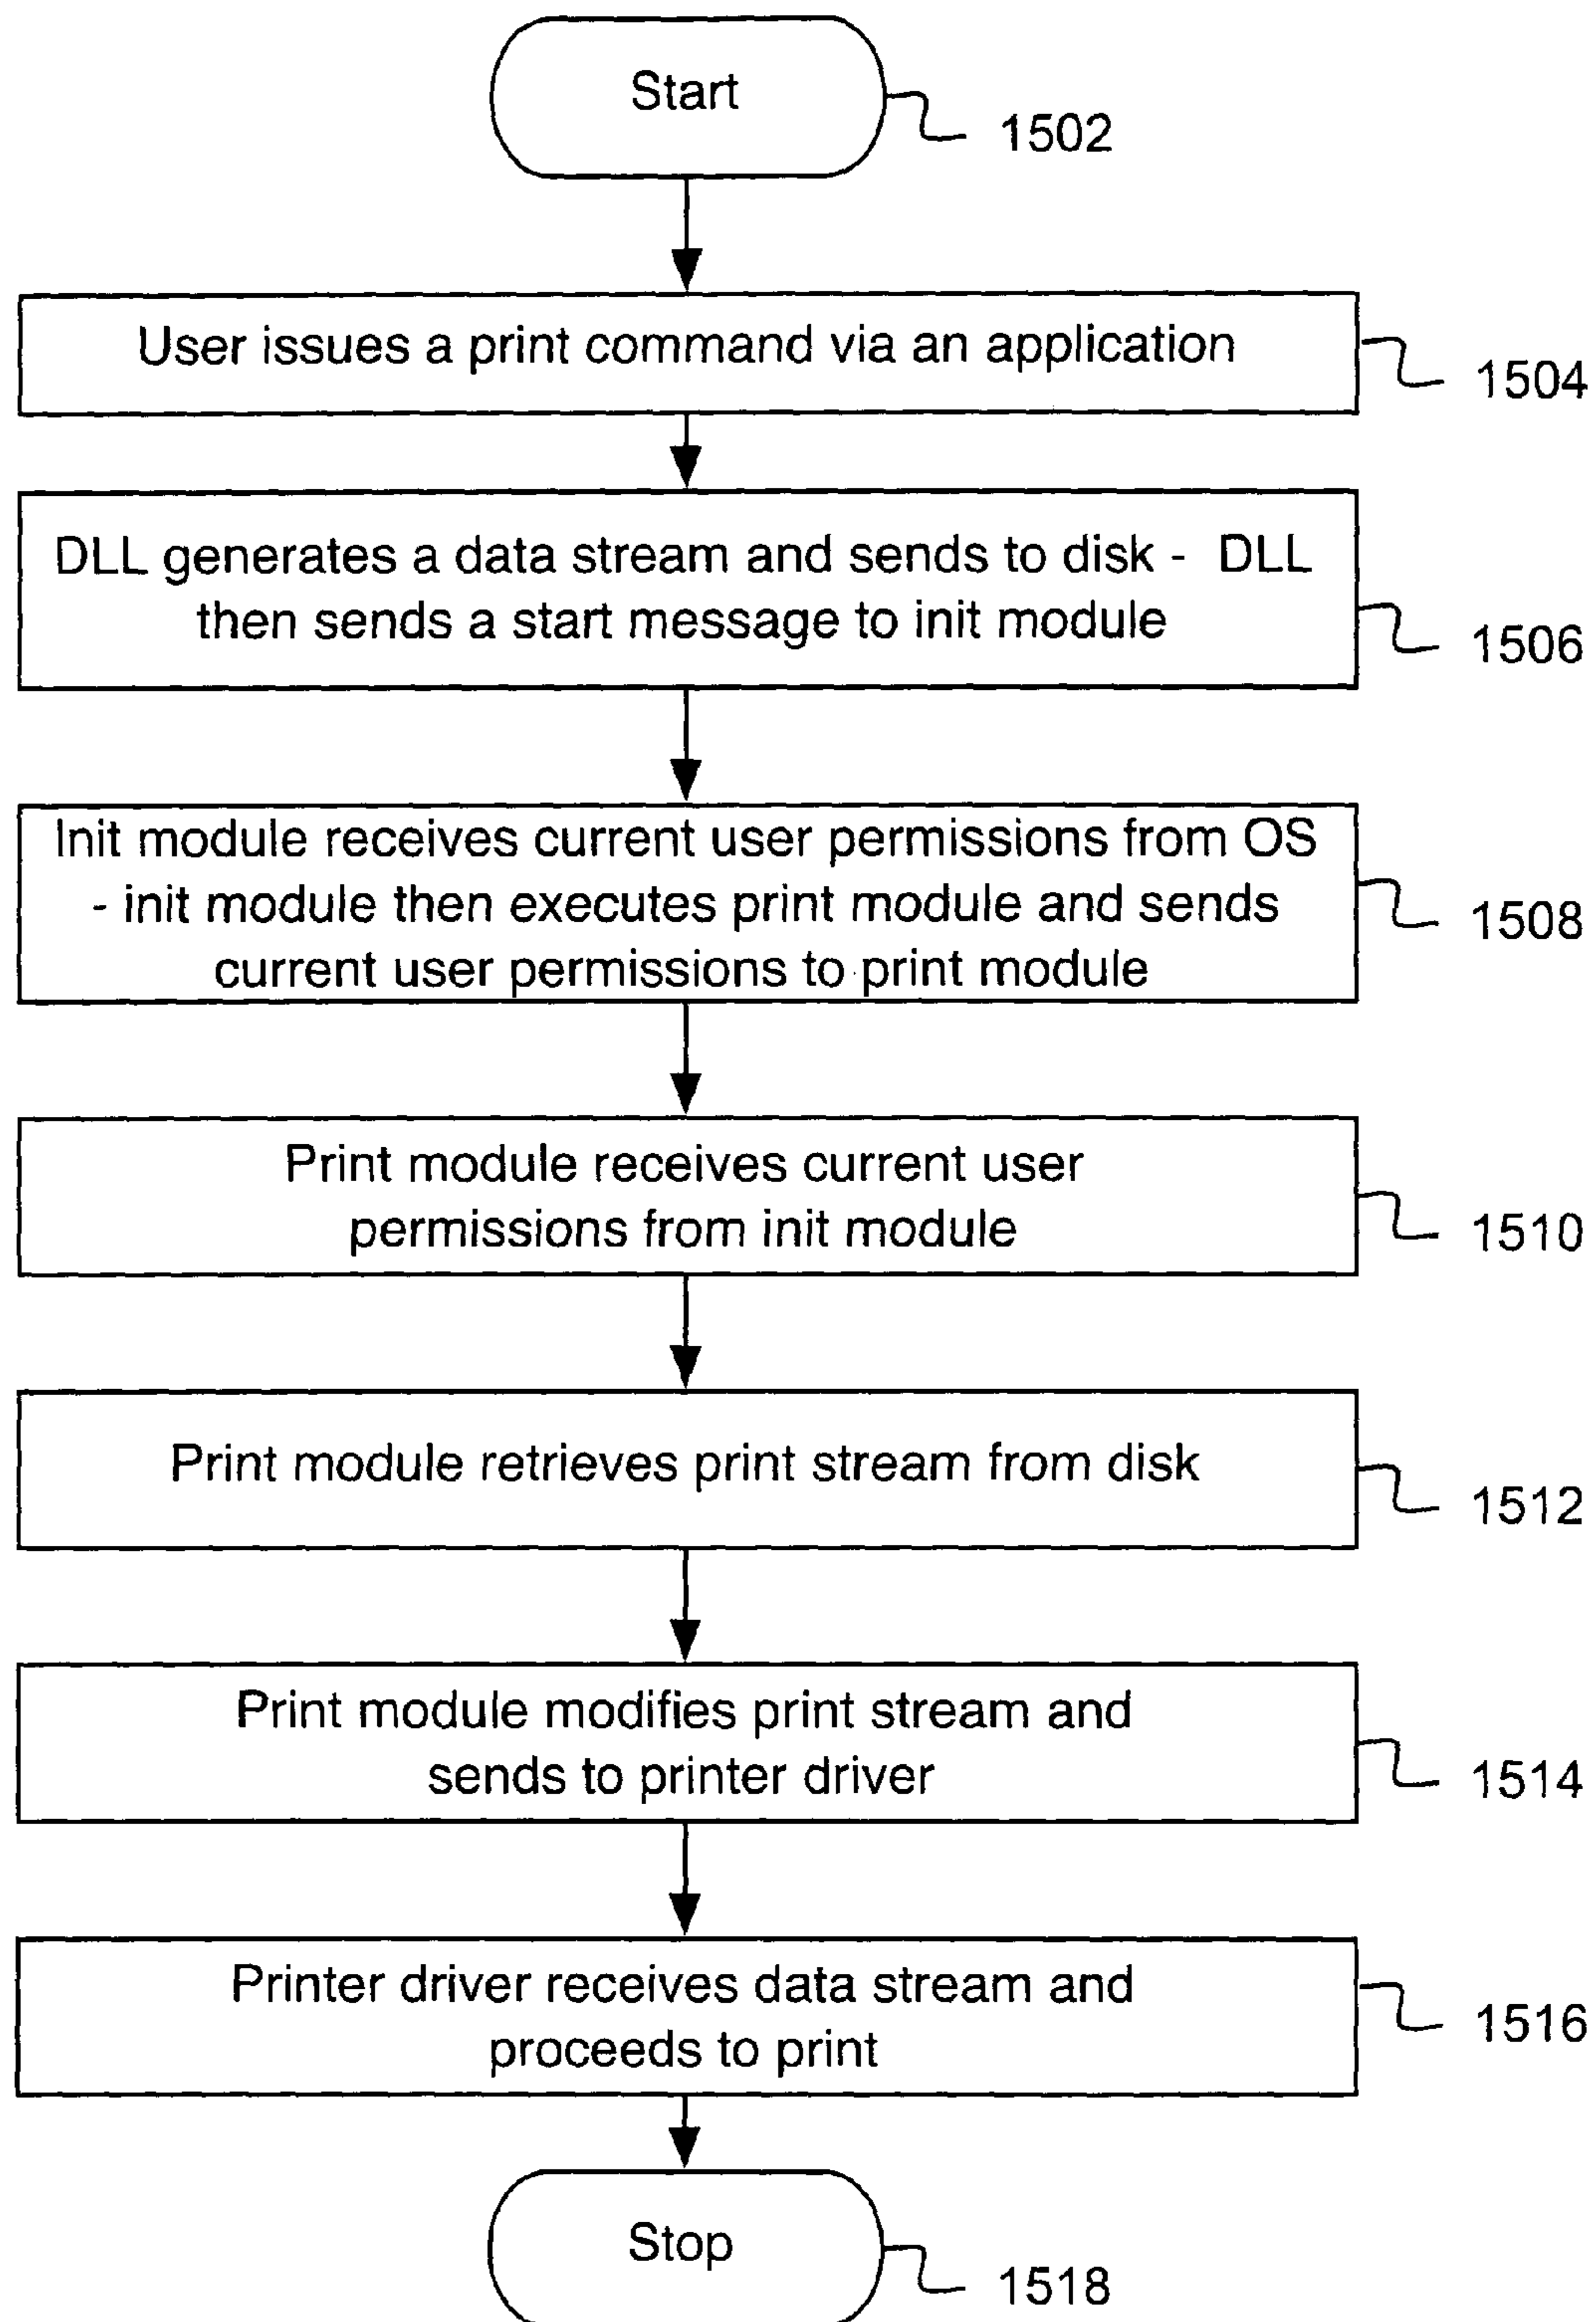 Start
1502
User issues a print command via an application
1504
DLL generates a data stream and sends to disk - DLL
then sends a start message to init module
1506
Init module receives current user permissions from OS
- init module then executes print module and sends
current user permissions to print module
1508
Print module receives current user
permissions from init module
1510
Print module retrieves print stream from disk
1512
Print module modifies print stream and
sends to printer driver
1514
Printer driver receives data stream and
proceeds to print
1516
Stop
1518